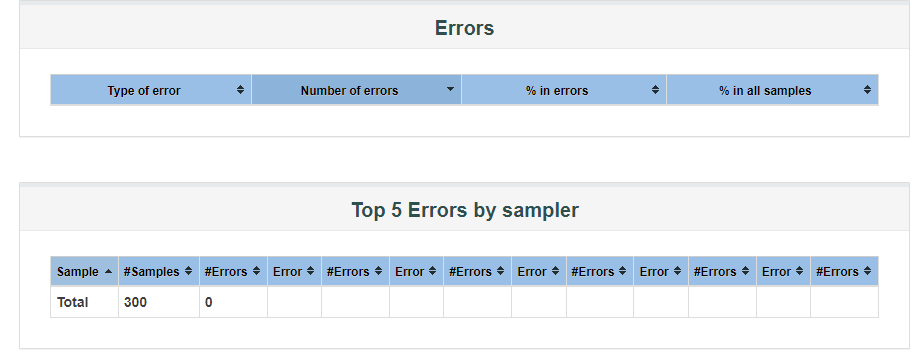 Errors
Type of error Number of errors % in errors % in all samples
Top 5 Errors by sampler
Sample #Samples #Errors Error #Errors Error #Errors Error #Errors Error #Errors Error #Errors
Total 300 0